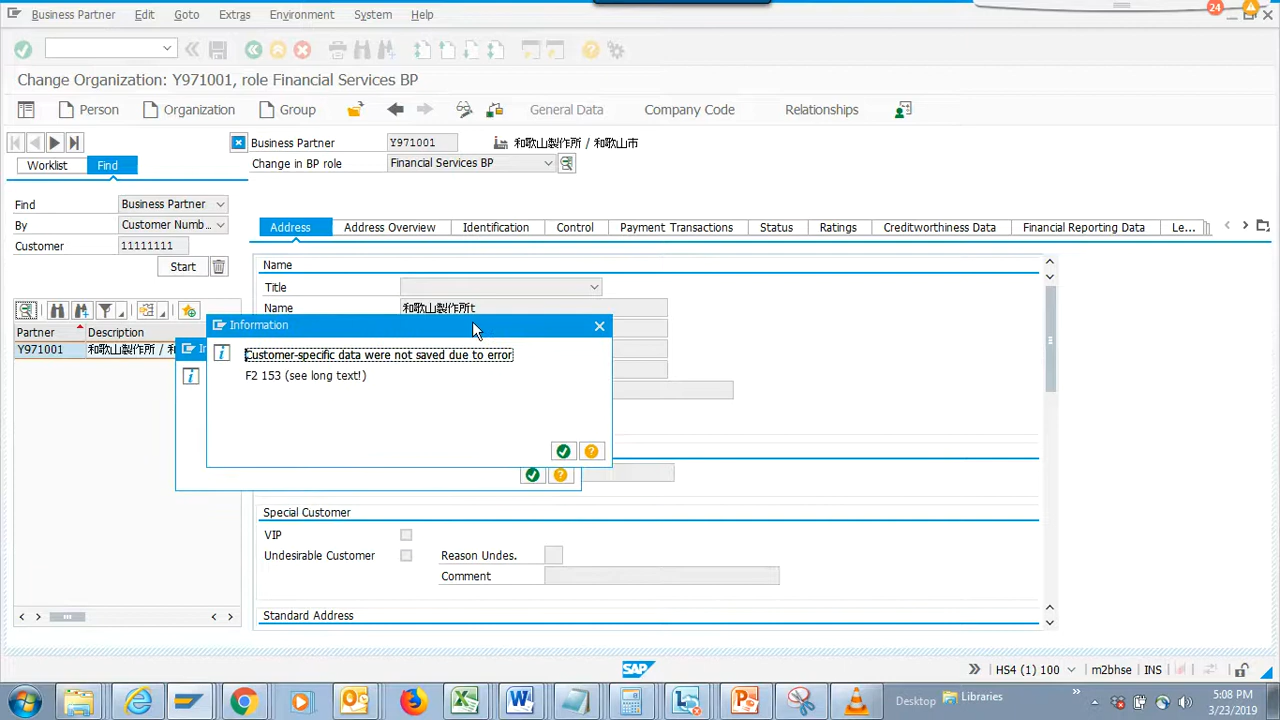 24
Business Partner Edit Goto Extras Environment System Help
Change Organization: Y971001, role Financial Services BP
Person Organization Group General Data Company Code Relationships
Business Partner Y971001 和歌山製作所 / 和歌山市
Worklist Find
Change in BP role Financial Services BP
Find Business Partner
By Customer Numb...
Customer 11111111
Start
Address Address Overview Identification Control Payment Transactions Status Ratings Creditworthiness Data Financial Reporting Data Le...
Name
Title
Name 和歌山製作所t
Partner Description
Y971001 和歌山製作所 / 和
Information
Customer-specific data were not saved due to error
F2 153 (see long text!)
Special Customer
VIP
Undesirable Customer Reason Undes.
Comment
Standard Address
SAP HS4 (1) 100 m2bhse INS
Desktop Libraries
5:08 PM
3/23/2019